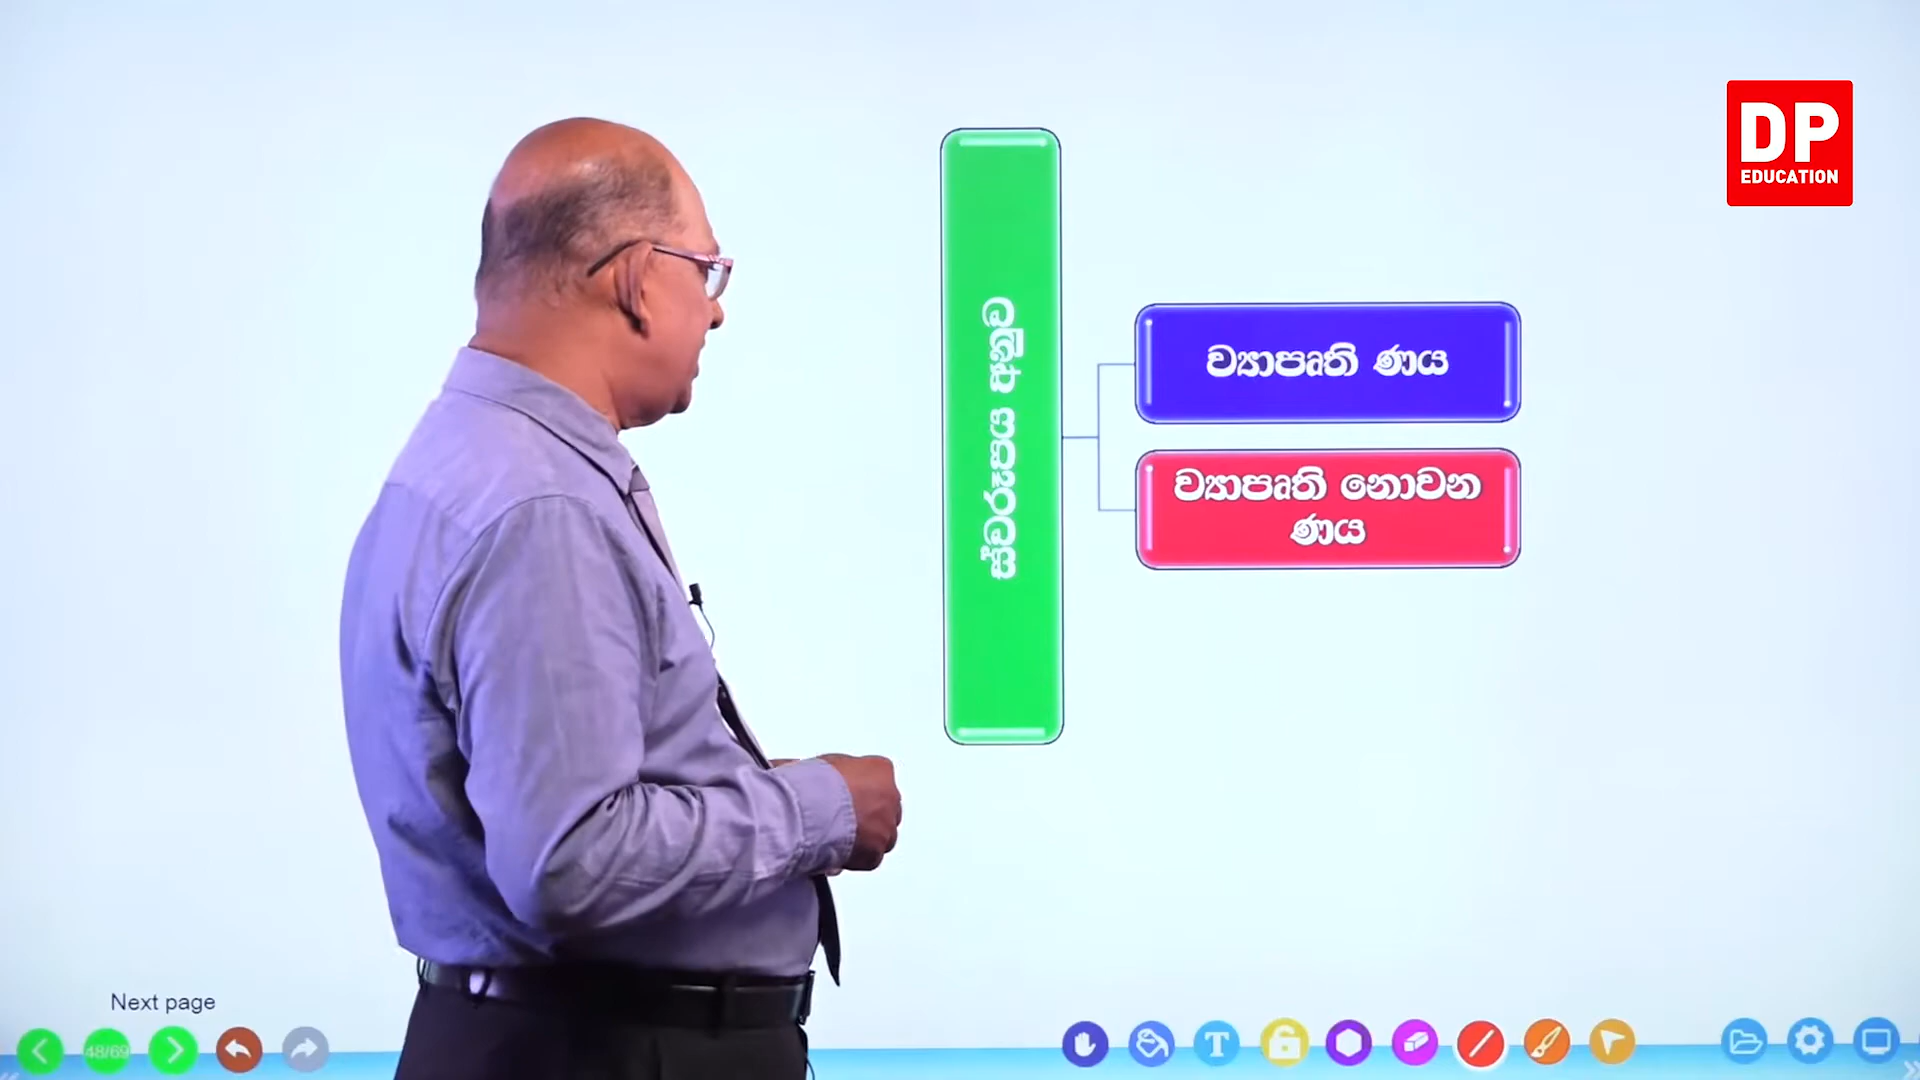 DP
EDUCATION
ස්වරූපය අනුව
ව්‍යාපෘති ණය
ව්‍යාපෘති නොවන
ණය
Next page
48/69
T